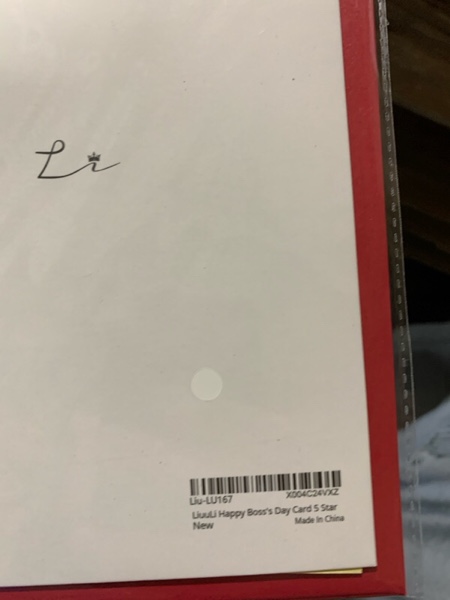 Li
Liu-LU167 X004C24VXZ
LiuuLi Happy Boss's Day Card 5 Star
New Made In China